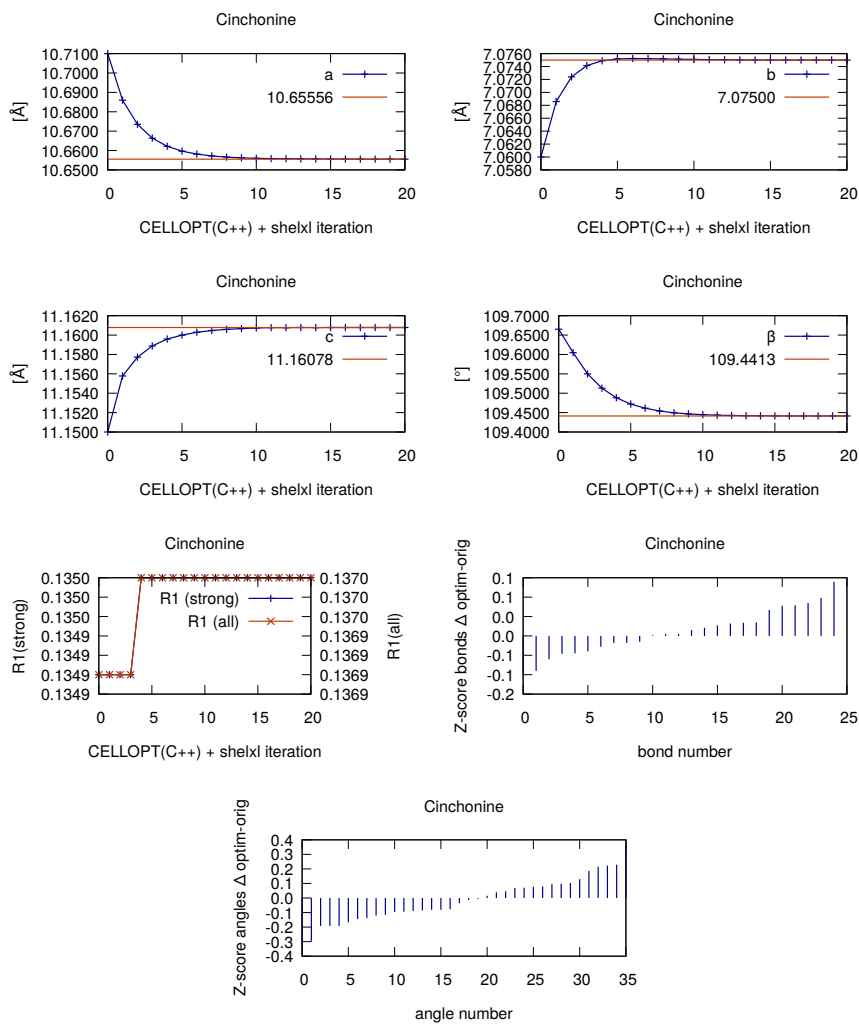 Cinchonine
10.7100
10.7000
10.6900
10.6800
10.6700
10.6600
10.6500
[Å]
a
10.65556
0 5 10 15 20
CELLOPT(C++) + shelxl iteration
Cinchonine
7.0760
7.0740
7.0720
7.0700
7.0680
7.0660
7.0640
7.0620
7.0600
7.0580
[Å]
b
7.07500
0 5 10 15 20
CELLOPT(C++) + shelxl iteration
Cinchonine
11.1620
11.1600
11.1580
11.1560
11.1540
11.1520
11.1500
[Å]
c
11.16078
0 5 10 15 20
CELLOPT(C++) + shelxl iteration
Cinchonine
109.7000
109.6500
109.6000
109.5500
109.5000
109.4500
109.4000
[°]
β
109.4413
0 5 10 15 20
CELLOPT(C++) + shelxl iteration
Cinchonine
0.1350
0.1350
0.1350
0.1349
0.1349
0.1349
0.1349
R1(strong)
R1 (strong)
R1 (all)
0.1370
0.1370
0.1370
0.1369
0.1369
0.1369
0.1369
R1(all)
0 5 10 15 20
CELLOPT(C++) + shelxl iteration
Cinchonine
0.1
0.1
0.0
0.0
-0.1
-0.1
-0.2
Z-score bonds Δ optim-orig
0 5 10 15 20 25
bond number
Cinchonine
0.4
0.3
0.2
0.1
0.0
-0.1
-0.2
-0.3
-0.4
Z-score angles Δ optim-orig
0 5 10 15 20 25 30 35
angle number